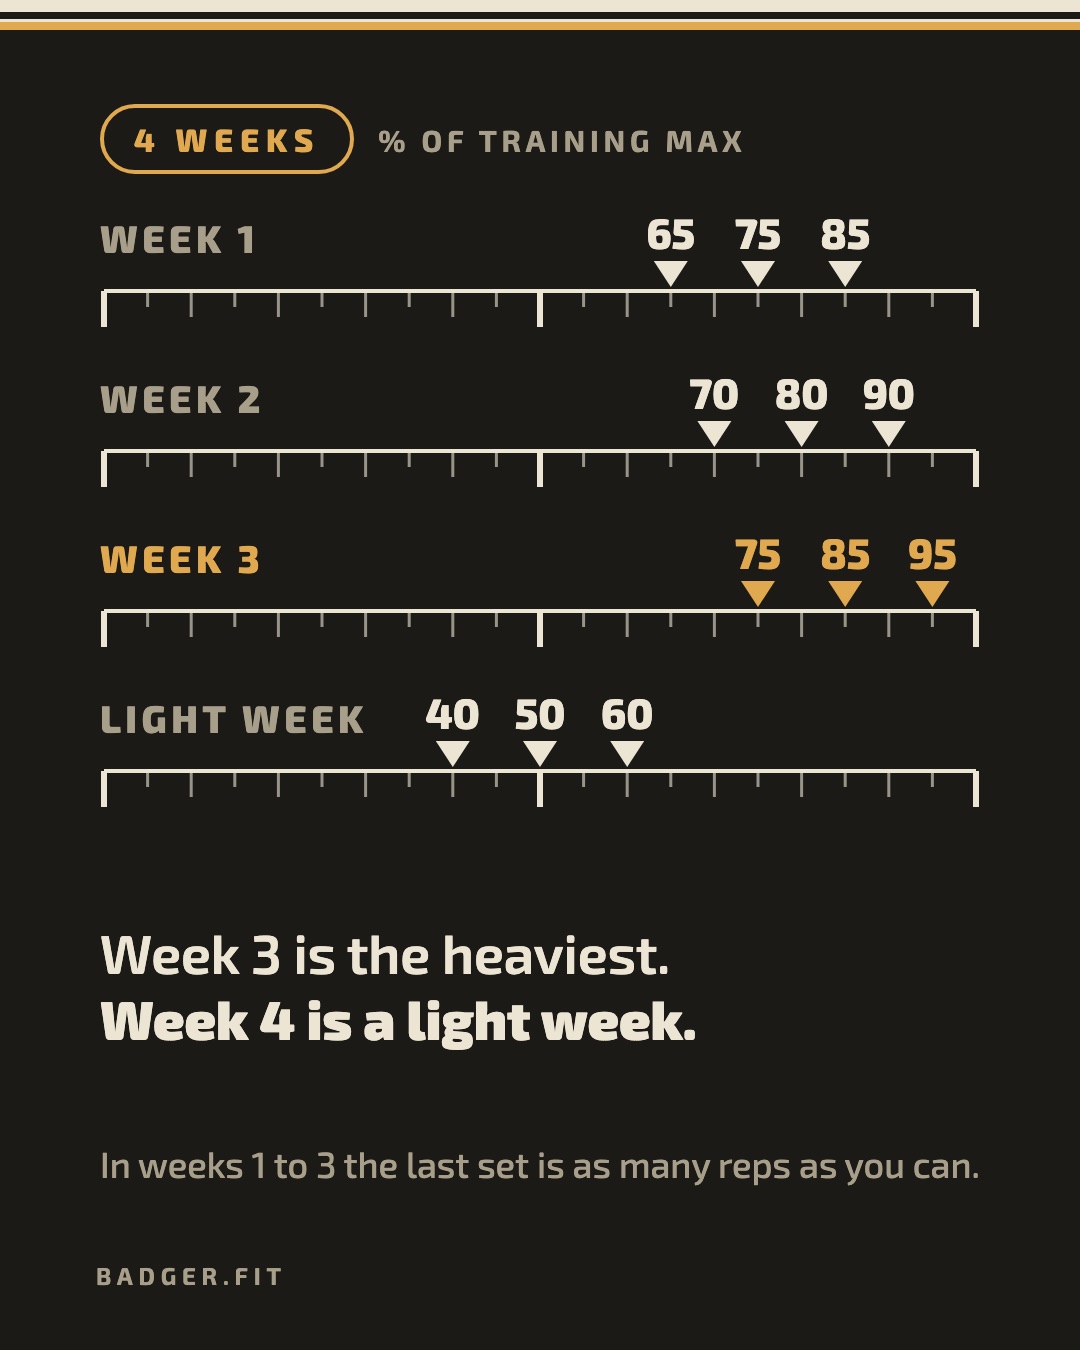 4 WEEKS % OF TRAINING MAX
WEEK 1 65 75 85
WEEK 2 70 80 90
WEEK 3 75 85 95
LIGHT WEEK 40 50 60
Week 3 is the heaviest.
Week 4 is a light week.
In weeks 1 to 3 the last set is as many reps as you can.
BADGER.FIT